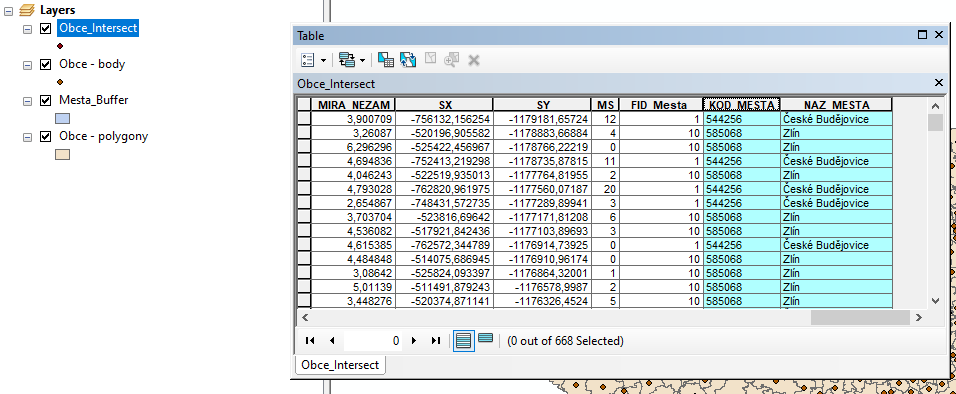 Layers
Obce_Intersect
Obce - body
Mesta_Buffer
Obce - polygony
Table
Obce_Intersect
MIRA_NEZAM SX SY MS FID_Mesta KOD_MESTA NAZ_MESTA
3,900709 -756132,156254 -1179181,65724 12 1 544256 České Budějovice
3,26087 -520196,905582 -1178883,66884 4 10 585068 Zlín
6,296296 -525422,456967 -1178766,22219 0 10 585068 Zlín
4,694836 -752413,219298 -1178735,87815 11 1 544256 České Budějovice
4,046243 -522519,935013 -1177764,81955 2 10 585068 Zlín
4,793028 -762820,961975 -1177560,07187 20 1 544256 České Budějovice
2,654867 -748431,572735 -1177289,89941 3 1 544256 České Budějovice
3,703704 -523816,69642 -1177171,81208 6 10 585068 Zlín
4,536082 -517921,842436 -1177103,89693 3 10 585068 Zlín
4,615385 -762572,344789 -1176914,73925 0 1 544256 České Budějovice
4,484848 -514075,686945 -1176910,96174 0 10 585068 Zlín
3,08642 -525824,093397 -1176864,32001 1 10 585068 Zlín
5,01139 -511491,879243 -1176578,9987 2 10 585068 Zlín
3,448276 -520374,871141 -1176326,4524 5 10 585068 Zlín
0 (0 out of 668 Selected)
Obce_Intersect